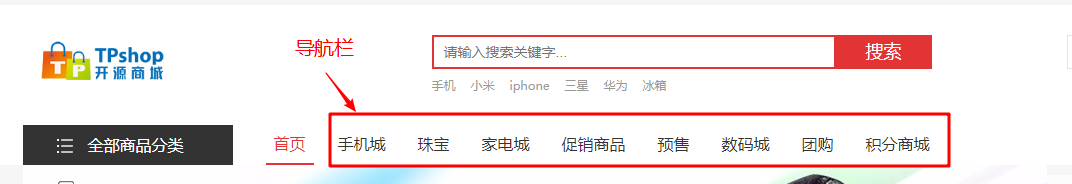 导航栏
TPshop
TP
开源商城
请输入搜索关键字...
搜索
手机 小米 iphone 三星 华为 冰箱
全部商品分类
首页 手机城 珠宝 家电城 促销商品 预售 数码城 团购 积分商城